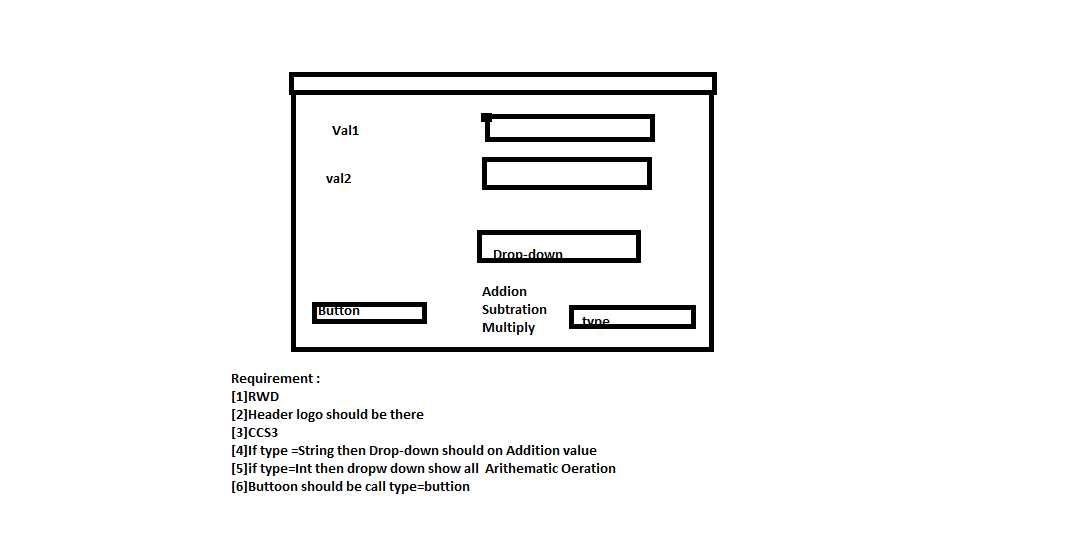 Val1
val2
Drop-down
Addion
Subtration
Multiply
Button
type
Requirement :
[1]RWD
[2]Header logo should be there
[3]CCS3
[4]If type =String then Drop-down should on Addition value
[5]if type=Int then dropw down show all  Arithematic Oeration
[6]Buttoon should be call type=buttion